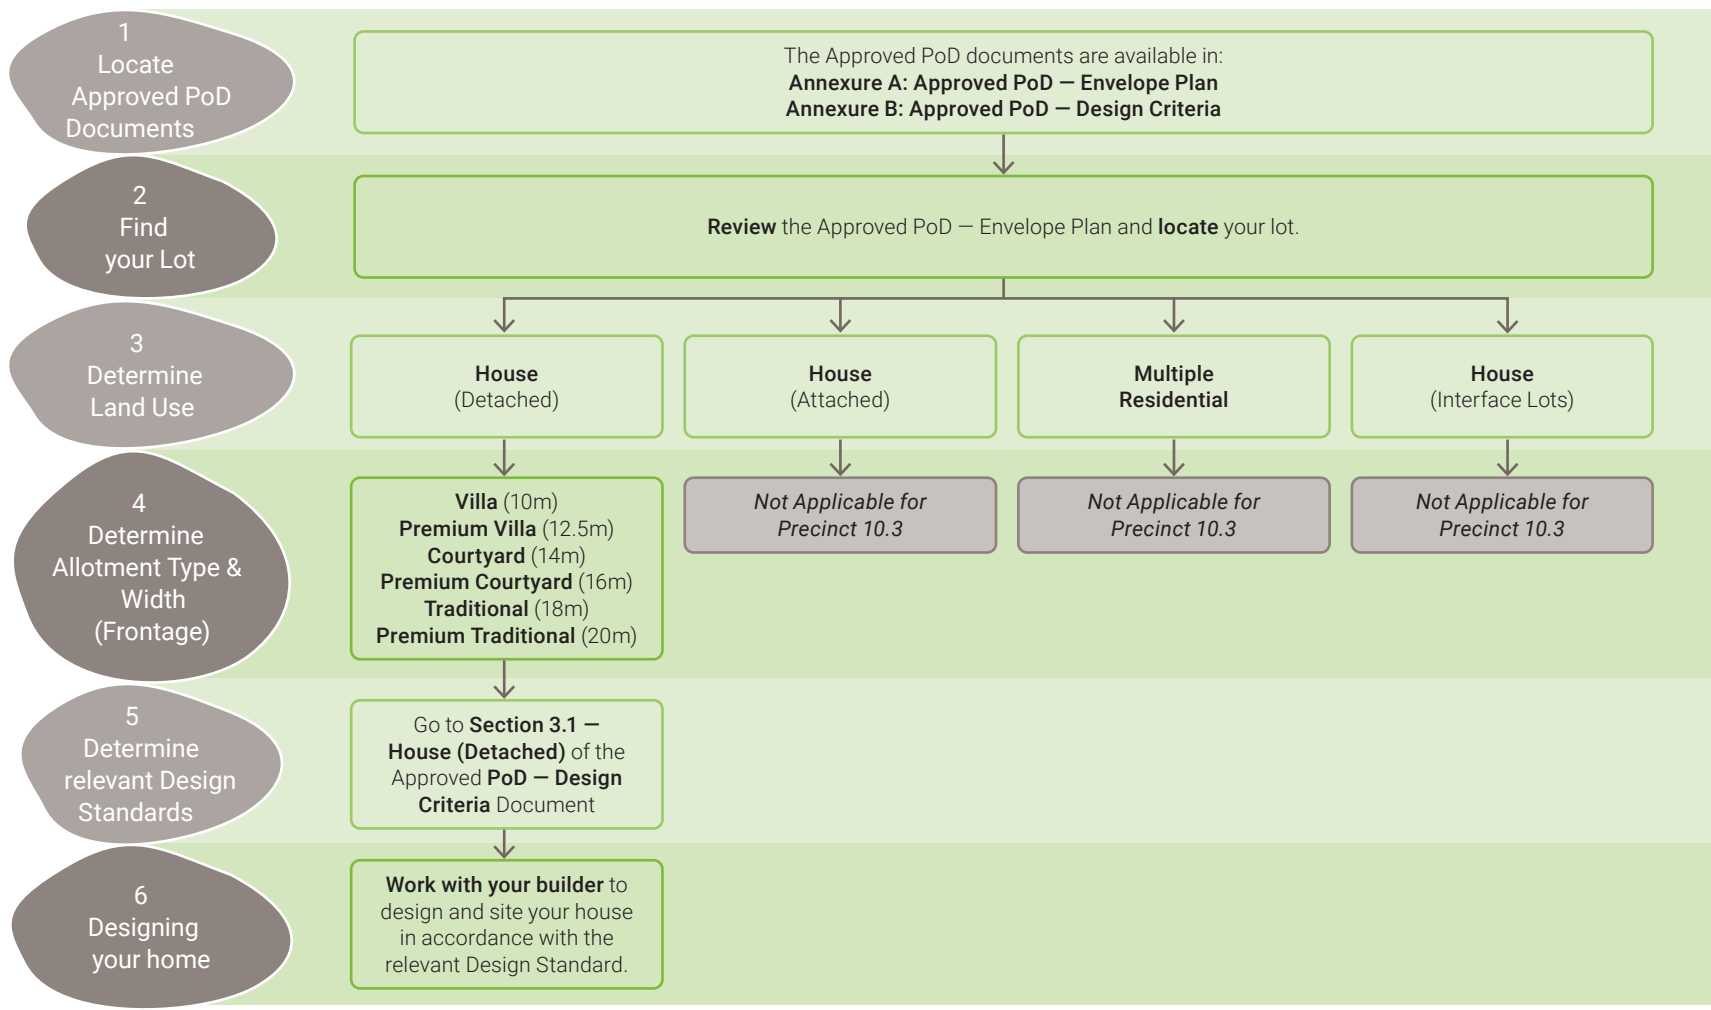 1
Locate
Approved PoD
Documents
The Approved PoD documents are available in:
Annexure A: Approved PoD — Envelope Plan
Annexure B: Approved PoD — Design Criteria
2
Find
your Lot
Review the Approved PoD — Envelope Plan and locate your lot.
3
Determine
Land Use
House
(Detached)
House
(Attached)
Multiple
Residential
House
(Interface Lots)
4
Determine
Allotment Type &
Width
(Frontage)
Villa (10m)
Premium Villa (12.5m)
Courtyard (14m)
Premium Courtyard (16m)
Traditional (18m)
Premium Traditional (20m)
Not Applicable for
Precinct 10.3
Not Applicable for
Precinct 10.3
Not Applicable for
Precinct 10.3
5
Determine
relevant Design
Standards
Go to Section 3.1 —
House (Detached) of the
Approved PoD — Design
Criteria Document
6
Designing
your home
Work with your builder to
design and site your house
in accordance with the
relevant Design Standard.